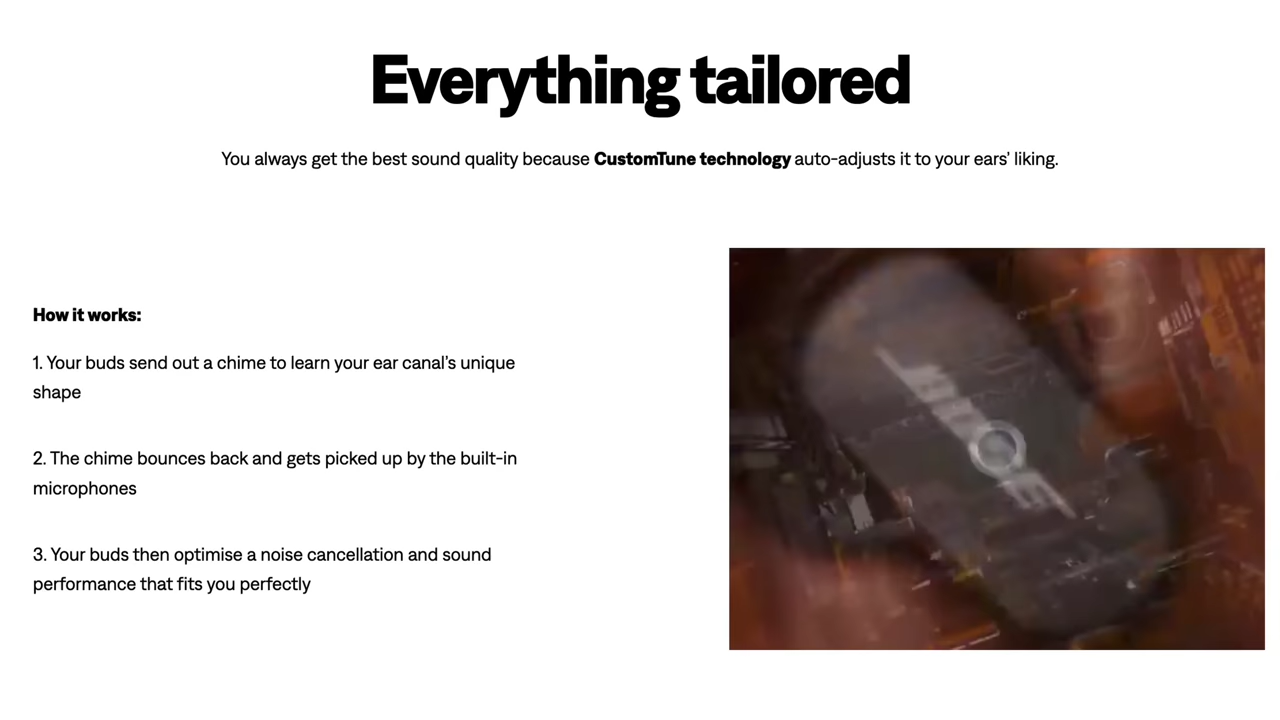 Everything tailored
You always get the best sound quality because CustomTune technology auto-adjusts it to your ears' liking.
How it works:
1. Your buds send out a chime to learn your ear canal's unique
shape
2. The chime bounces back and gets picked up by the built-in
microphones
3. Your buds then optimise a noise cancellation and sound
performance that fits you perfectly